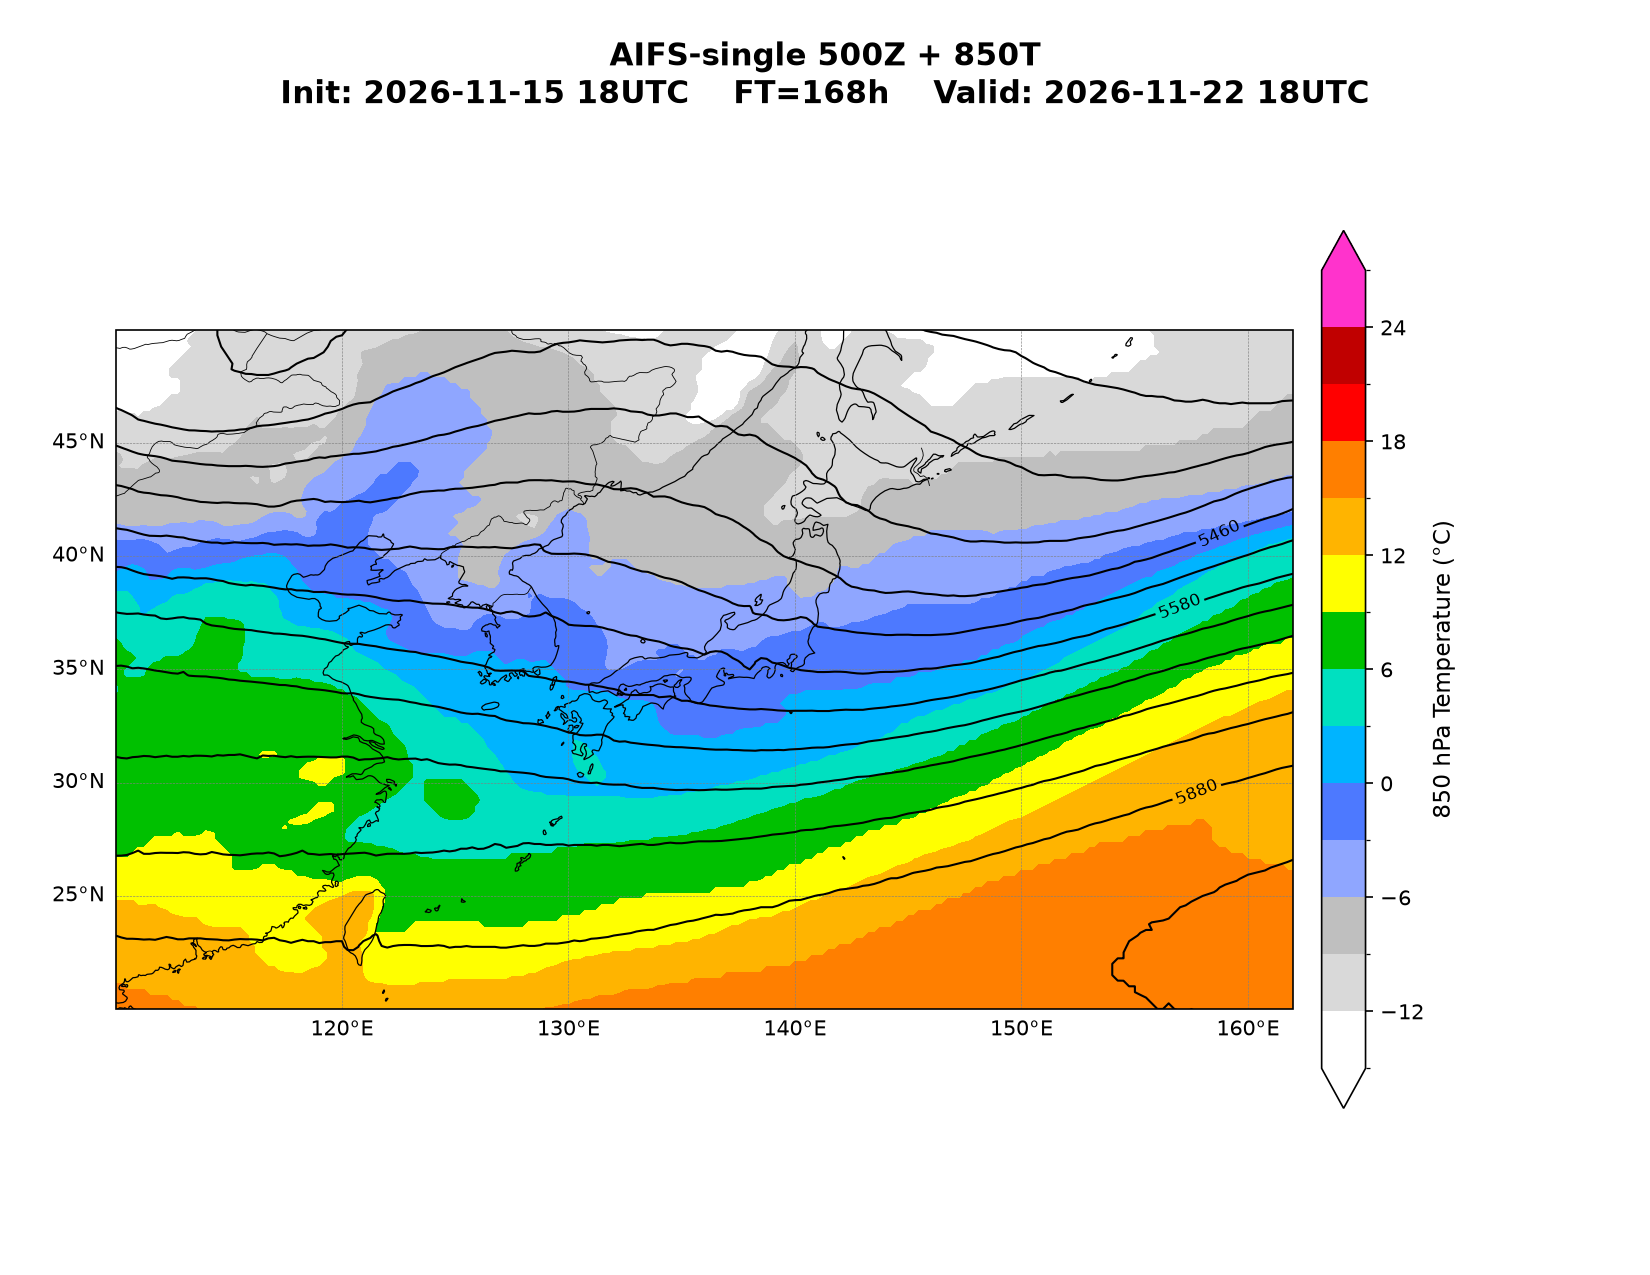 AIFS-single 500Z + 850T
Init: 2026-11-15 18UTC    FT=168h    Valid: 2026-11-22 18UTC
45°N
40°N
35°N
30°N
25°N
120°E
130°E
140°E
150°E
160°E
5460
5580
5880
24
18
12
6
0
−6
−12
850 hPa Temperature (°C)